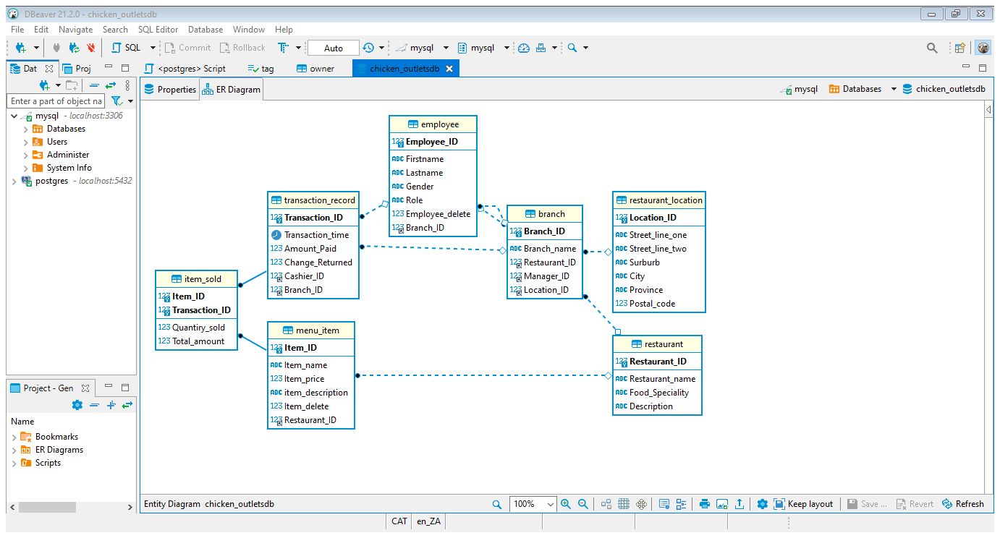 DBeaver 21.2.0 - chicken_outletsdb
File Edit Navigate Search SQL Editor Database Window Help
SQL Commit Rollback Auto mysql mysql
Dat Proj <postgres> Script tag owner chicken_outletsdb
Properties ER Diagram mysql Databases chicken_outletsdb
Enter a part of object na
mysql - localhost:3306
Databases
Users
Administer
System Info
postgres - localhost:5432
Project - Gen
Name
Bookmarks
ER Diagrams
Scripts
employee
123 Employee_ID
ABC Firstname
ABC Lastname
ABC Gender
ABC Role
123 Employee_delete
123 Branch_ID
transaction_record
123 Transaction_ID
Transaction_time
123 Amount_Paid
123 Change_Returned
123 Cashier_ID
123 Branch_ID
branch
123 Branch_ID
ABC Branch_name
123 Restaurant_ID
123 Manager_ID
123 Location_ID
restaurant_location
123 Location_ID
ABC Street_line_one
ABC Street_line_two
ABC Surburb
ABC City
ABC Province
123 Postal_code
item_sold
123 Item_ID
123 Transaction_ID
123 Quantiry_sold
123 Total_amount
menu_item
123 Item_ID
ABC Item_name
123 Item_price
ABC item_description
123 Item_delete
123 Restaurant_ID
restaurant
123 Restaurant_ID
ABC Restaurant_name
ABC Food_Speciality
ABC Description
Entity Diagram chicken_outletsdb 100% Keep layout Save ... Revert Refresh
CAT en_ZA